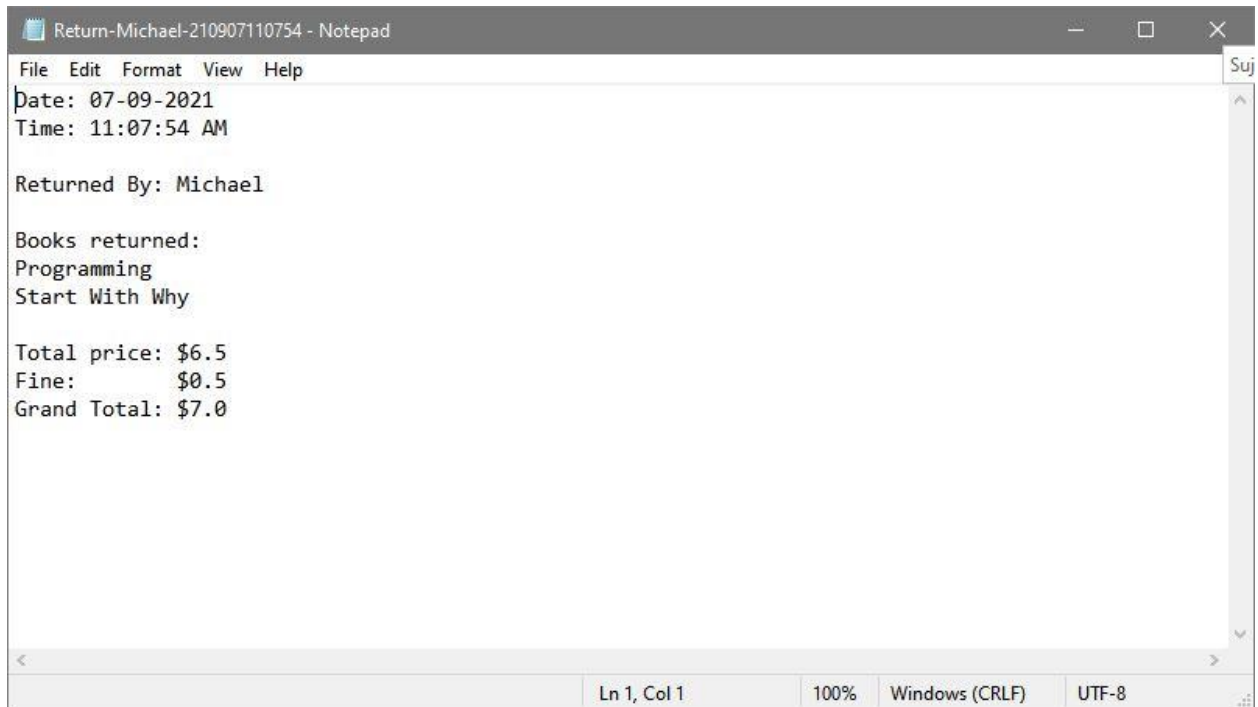 Return-Michael-210907110754 - Notepad
File Edit Format View Help
Suj
Date: 07-09-2021
Time: 11:07:54 AM
Returned By: Michael
Books returned:
Programming
Start With Why
Total price: $6.5
Fine: $0.5
Grand Total: $7.0
Ln 1, Col 1 100% Windows (CRLF) UTF-8